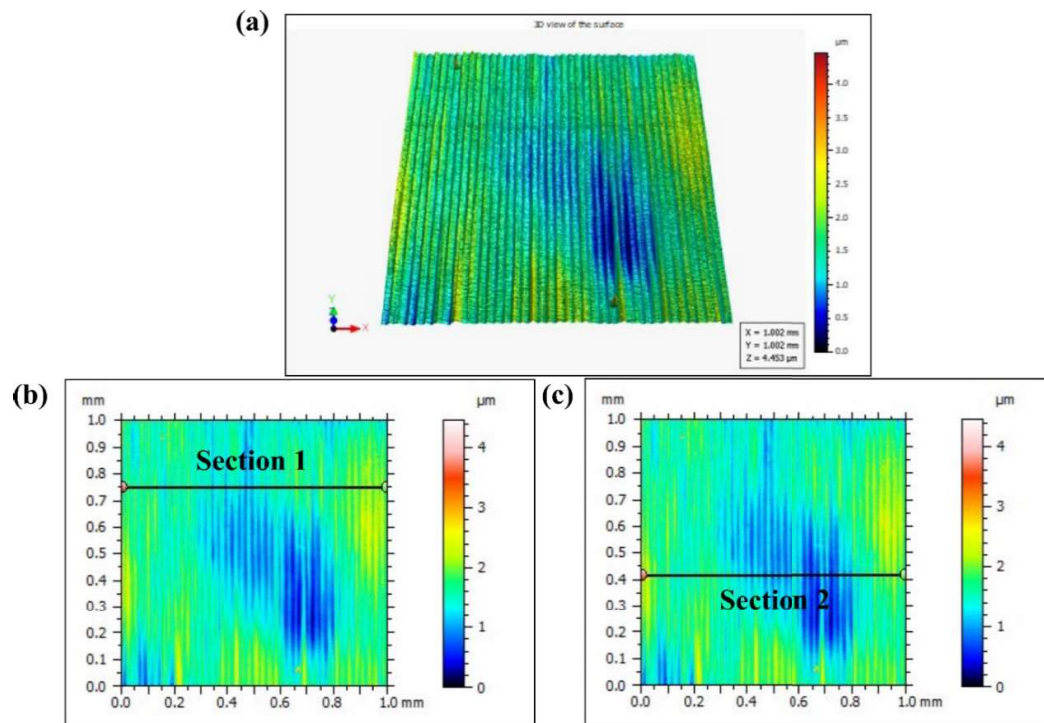 (a)
3D view of the surface
µm
4.0
3.5
3.0
2.5
2.0
1.5
1.0
0.5
0.0
Y
X
X = 1.002 mm
Y = 1.002 mm
Z = 4.453 µm
(b)
mm
µm
1.0
0.9
0.8
0.7
0.6
0.5
0.4
0.3
0.2
0.1
0.0
Section 1
0.0 0.2 0.4 0.6 0.8 1.0 mm
4
3
2
1
0
(c)
mm
µm
1.0
0.9
0.8
0.7
0.6
0.5
0.4
0.3
0.2
0.1
0.0
Section 2
0.0 0.2 0.4 0.6 0.8 1.0 mm
4
3
2
1
0